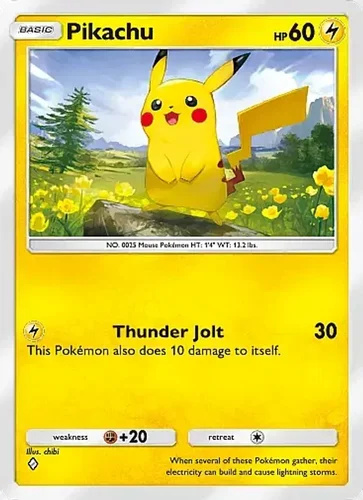 BASIC Pikachu HP60
NO. 0025 Mouse Pokémon HT: 1'4" WT: 13.2 lbs.
Thunder Jolt 30
This Pokémon also does 10 damage to itself.
weakness +20 retreat
Illus. chibi
When several of these Pokémon gather, their
electricity can build and cause lightning storms.